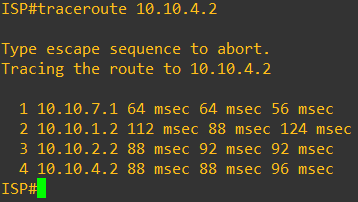 ISP#traceroute 10.10.4.2
Type escape sequence to abort.
Tracing the route to 10.10.4.2
1 10.10.7.1 64 msec 64 msec 56 msec
2 10.10.1.2 112 msec 88 msec 124 msec
3 10.10.2.2 88 msec 92 msec 92 msec
4 10.10.4.2 88 msec 88 msec 96 msec
ISP#